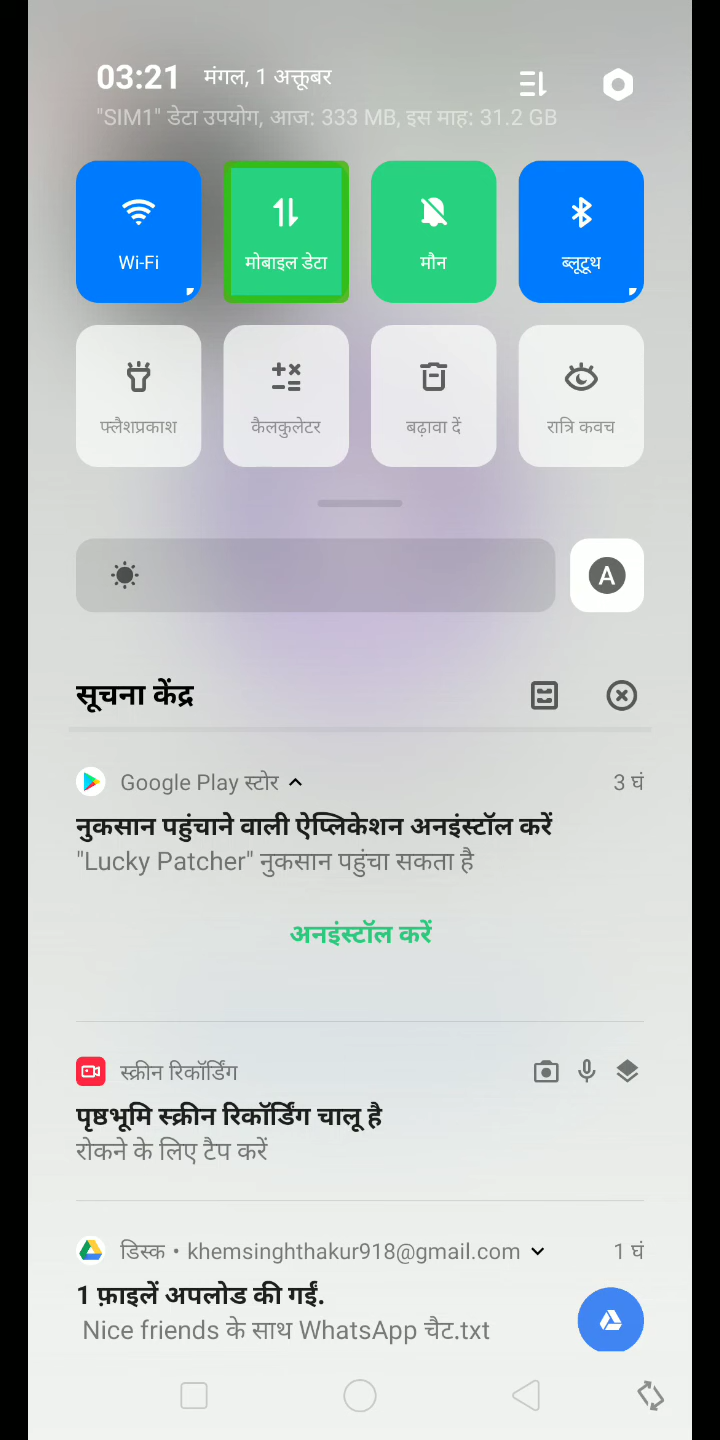 03:21 मंगल, 1 अक्तूबर
"SIM1" डेटा उपयोग, आज: 333 MB, इस माह: 31.2 GB
Wi-Fi
मोबाइल डेटा
मौन
ब्लूटूथ
फ्लैशप्रकाश
कैलकुलेटर
बढ़ावा दें
रात्रि कवच
A
सूचना केंद्र
Google Play स्टोर 3 घं
नुकसान पहुंचाने वाली ऐप्लिकेशन अनइंस्टॉल करें
"Lucky Patcher" नुकसान पहुंचा सकता है
अनइंस्टॉल करें
स्क्रीन रिकॉर्डिंग
पृष्ठभूमि स्क्रीन रिकॉर्डिंग चालू है
रोकने के लिए टैप करें
डिस्क • khemsinghthakur918@gmail.com 1 घं
1 फ़ाइलें अपलोड की गईं.
Nice friends के साथ WhatsApp चैट.txt